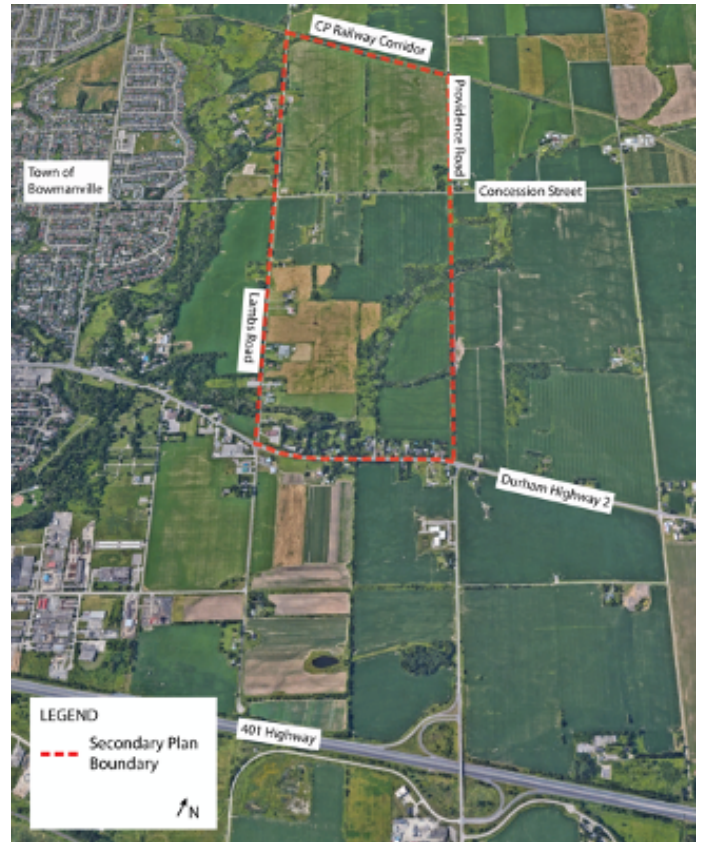 CP Railway Corridor
Providence Road
Town of
Bowmanville
Concession Street
Lambs Road
Durham Highway 2
LEGEND
Secondary Plan
Boundary
N
401 Highway